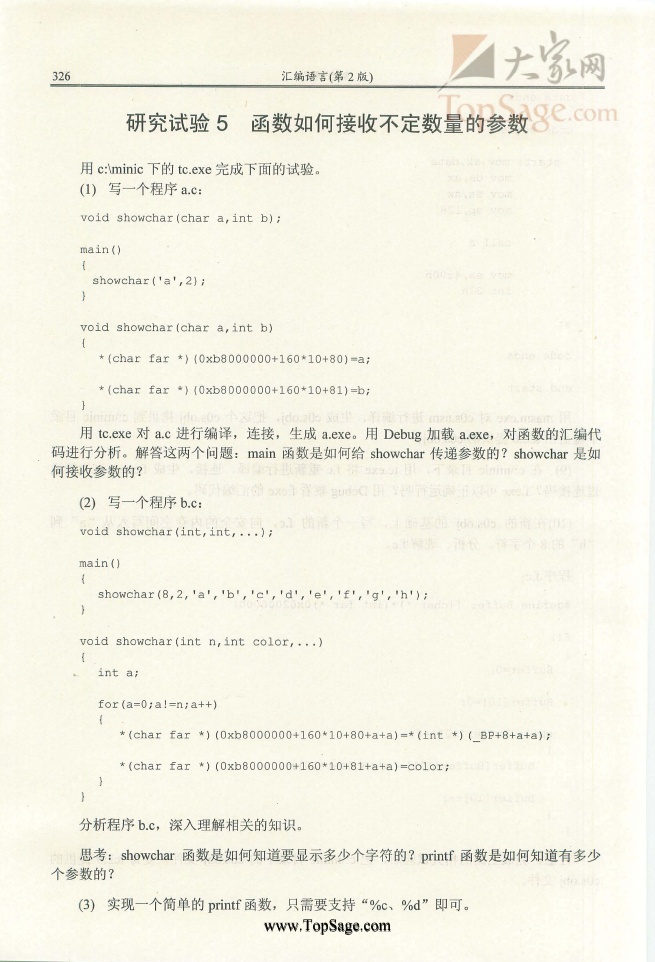 大家网
TopSage.com
326
汇编语言(第 2 版)
研究试验 5 函数如何接收不定数量的参数
用 c:\minic 下的 tc.exe 完成下面的试验。
(1) 写一个程序 a.c:
void showchar(char a,int b);
main()
{
showchar('a',2);
}
void showchar(char a,int b)
{
*(char far *)(0xb8000000+160*10+80)=a;
*(char far *)(0xb8000000+160*10+81)=b;
}
用 tc.exe 对 a.c 进行编译，连接，生成 a.exe。用 Debug 加载 a.exe，对函数的汇编代
码进行分析。解答这两个问题：main 函数是如何给 showchar 传递参数的？showchar 是如
何接收参数的？
(2) 写一个程序 b.c:
void showchar(int,int,...);
main()
{
showchar(8,2,'a','b','c','d','e','f','g','h');
}
void showchar(int n,int color,...)
{
int a;
for(a=0;a!=n;a++)
{
*(char far *)(0xb8000000+160*10+80+a+a)=*(int *)(_BP+8+a+a);
*(char far *)(0xb8000000+160*10+81+a+a)=color;
}
}
分析程序 b.c，深入理解相关的知识。
思考：showchar 函数是如何知道要显示多少个字符的？printf 函数是如何知道有多少
个参数的？
(3) 实现一个简单的 printf 函数，只需要支持“%c、%d”即可。
www.TopSage.com